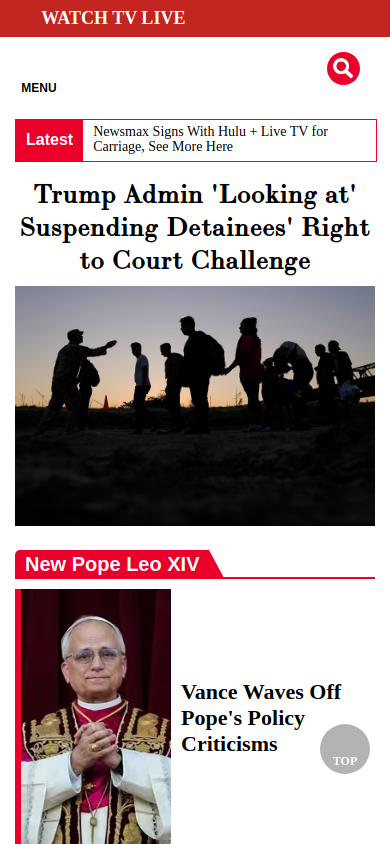 WATCH TV LIVE
MENU
Latest
Newsmax Signs With Hulu + Live TV for
Carriage, See More Here
Trump Admin 'Looking at'
Suspending Detainees' Right
to Court Challenge
New Pope Leo XIV
Vance Waves Off
Pope's Policy
Criticisms
TOP